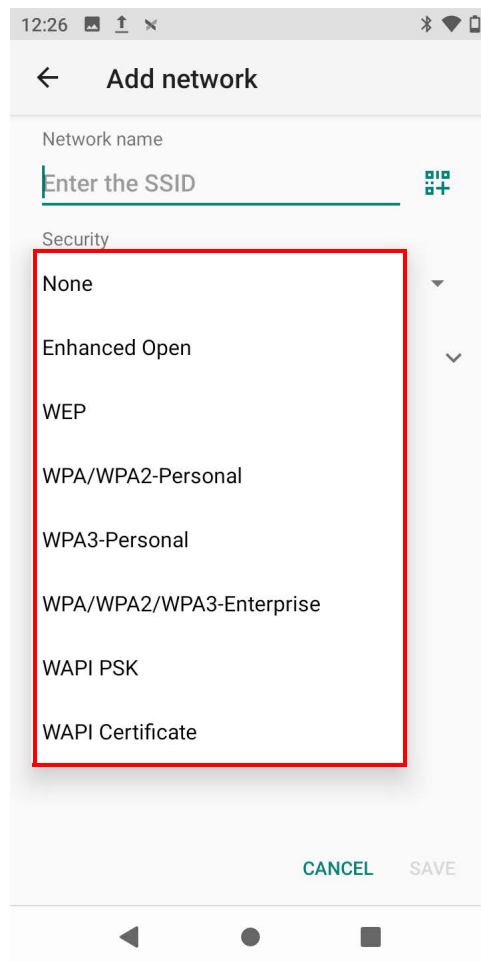 12:26
Add network
Network name
Enter the SSID
Security
None
Enhanced Open
WEP
WPA/WPA2-Personal
WPA3-Personal
WPA/WPA2/WPA3-Enterprise
WAPI PSK
WAPI Certificate
CANCEL SAVE